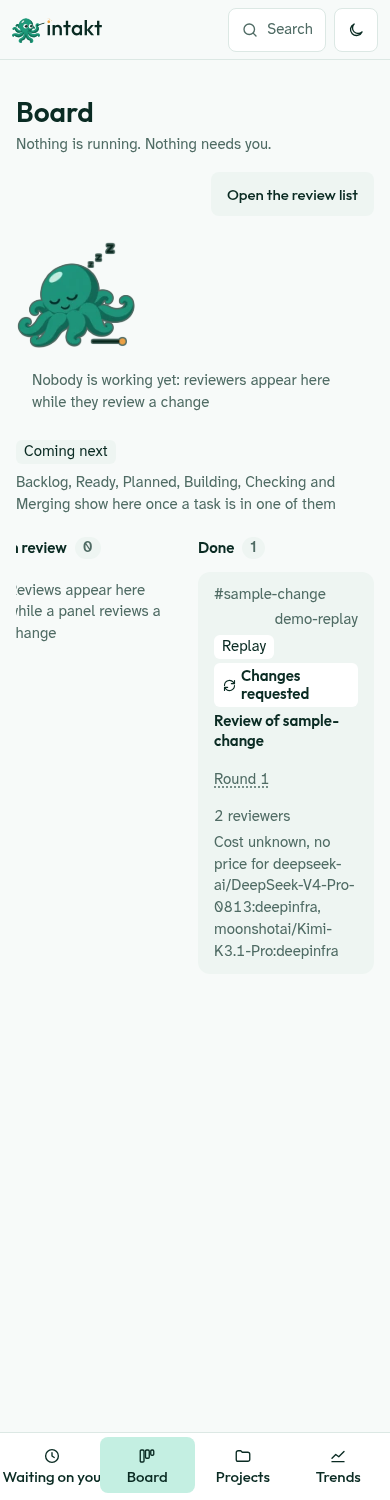 intakt
Search
Board
Nothing is running. Nothing needs you.
Open the review list
z z z
Nobody is working yet: reviewers appear here
while they review a change
Coming next
Backlog, Ready, Planned, Building, Checking and
Merging show here once a task is in one of them
review 0
Done 1
appear here
a panel reviews a
#sample-change
demo-replay
Replay
Changes
requested
Review of sample-
change
Round 1
2 reviewers
Cost unknown, no
price for deepseek-
ai/DeepSeek-V4-Pro-
0813:deepinfra,
moonshotai/Kimi-
K3.1-Pro:deepinfra
Waiting on you
Board
Projects
Trends